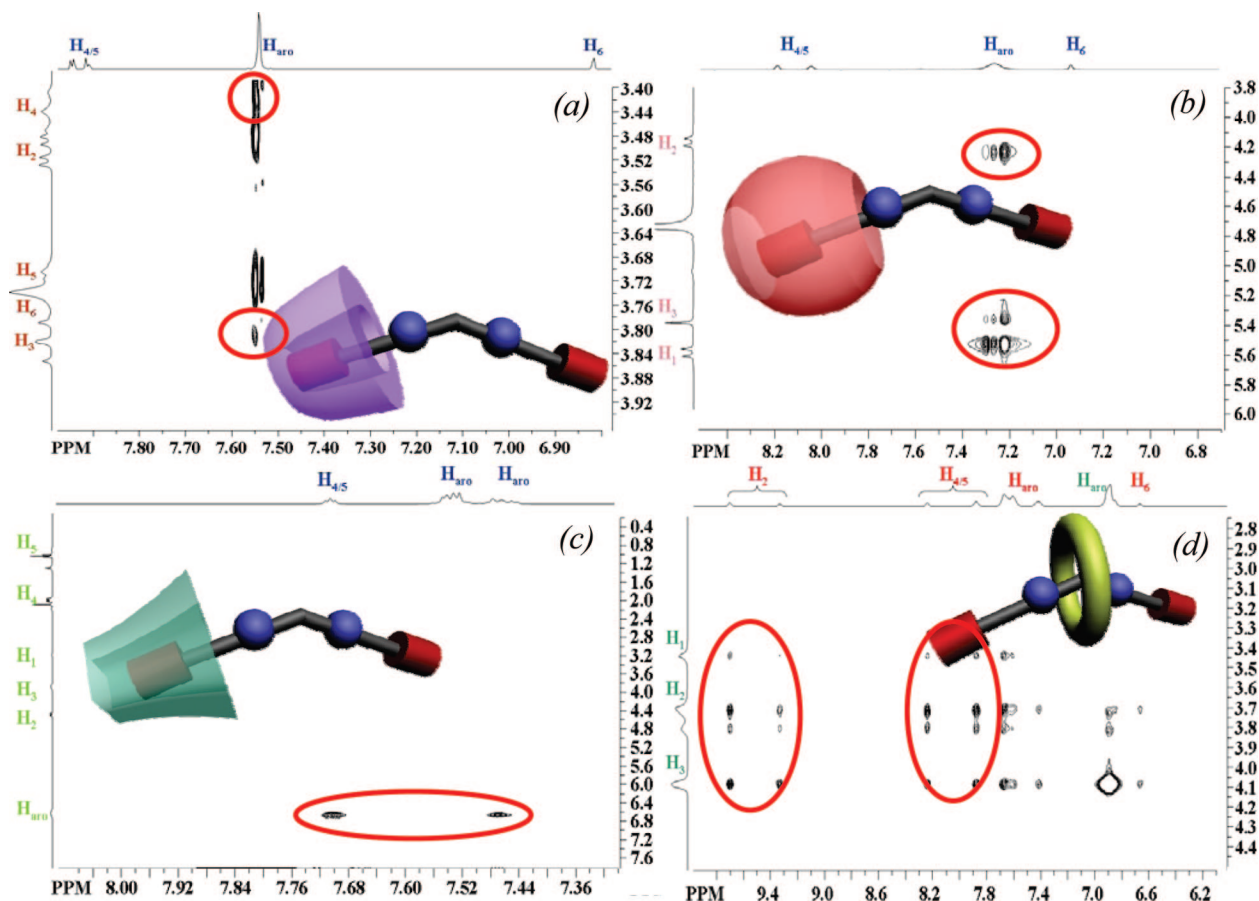 H4/5 Haro H6
(a)
H4
H2
H5
H6
H3
3.40
3.44
3.48
3.52
3.56
3.60
3.64
3.68
3.72
3.76
3.80
3.84
3.88
3.92
PPM 7.80 7.70 7.60 7.50 7.40 7.30 7.20 7.10 7.00 6.90
H4/5 Haro H6
(b)
H2
H3
H1
3.8
4.0
4.2
4.4
4.6
4.8
5.0
5.2
5.4
5.6
5.8
6.0
PPM 8.2 8.0 7.8 7.6 7.4 7.2 7.0 6.8
H4/5 Haro Haro
(c)
H5
H4
H1
H3
H2
Haro
0.4
0.8
1.2
1.6
2.0
2.4
2.8
3.2
3.6
4.0
4.4
4.8
5.2
5.6
6.0
6.4
6.8
7.2
7.6
PPM 8.00 7.92 7.84 7.76 7.68 7.60 7.52 7.44 7.36
H2 H4/5 Haro Haro H6
(d)
H1
H2
H3
2.8
2.9
3.0
3.1
3.2
3.3
3.4
3.5
3.6
3.7
3.8
3.9
4.0
4.1
4.2
4.3
4.4
PPM 9.4 9.0 8.6 8.2 7.8 7.4 7.0 6.6 6.2